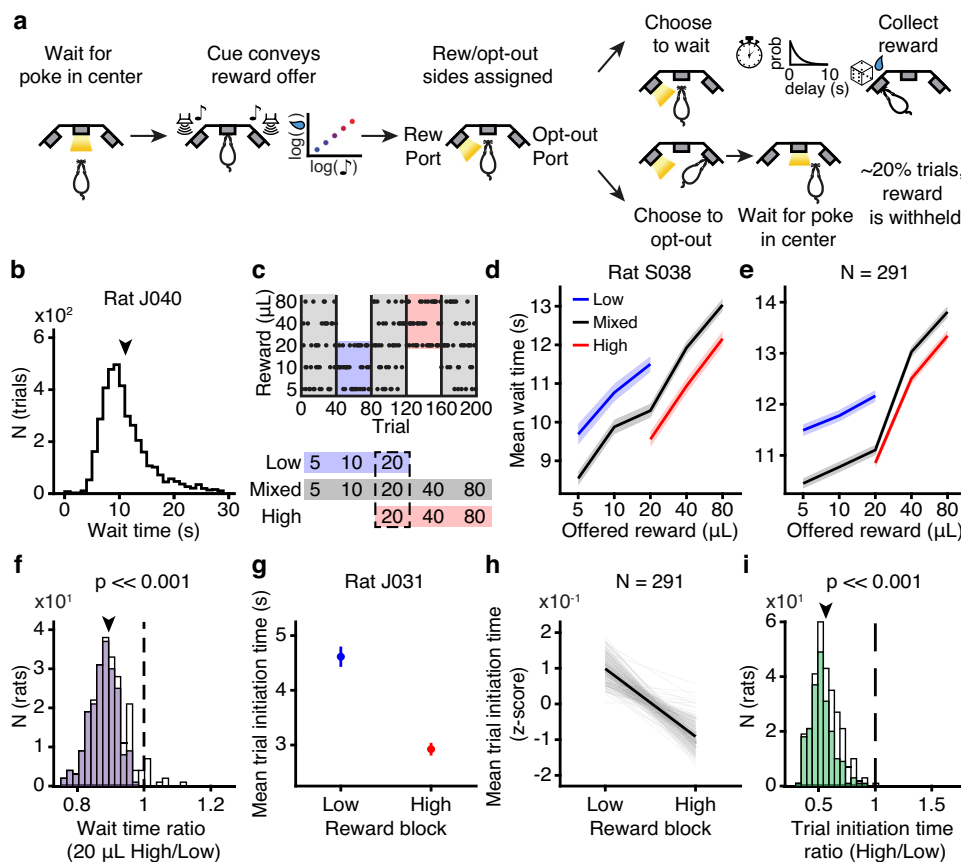 a
Wait for
poke in center
Cue conveys
reward offer
log( )
log(♪)
Rew/opt-out
sides assigned
Rew
Port
Opt-out
Port
Choose
to wait
prob
0
10
delay (s)
Collect
reward
Choose to
opt-out
Wait for poke
in center
~20% trials,
reward
is withheld
b
Rat J040
x10²
N (trials)
6
4
2
0
0 10 20 30
Wait time (s)
c
Reward (µL)
80
40
20
10
5
0 40 80 120 160 200
Trial
Low 5 10 20
Mixed 5 10 20 40 80
High 20 40 80
d
Rat S038
Low
Mixed
High
Mean wait time (s)
13
12
11
10
9
5 10 20 40 80
Offered reward (µL)
e
N = 291
14
13
12
11
5 10 20 40 80
Offered reward (µL)
f
p << 0.001
x10¹
N (rats)
4
2
0
0.8 1 1.2
Wait time ratio
(20 µL High/Low)
g
Rat J031
Mean trial initiation time (s)
5
3
Low High
Reward block
h
N = 291
x10⁻¹
Mean trial initiation time
(z-score)
2
1
0
-1
-2
Low High
Reward block
i
p << 0.001
x10¹
N (rats)
6
4
2
0
0.5 1 1.5
Trial initiation time
ratio (High/Low)